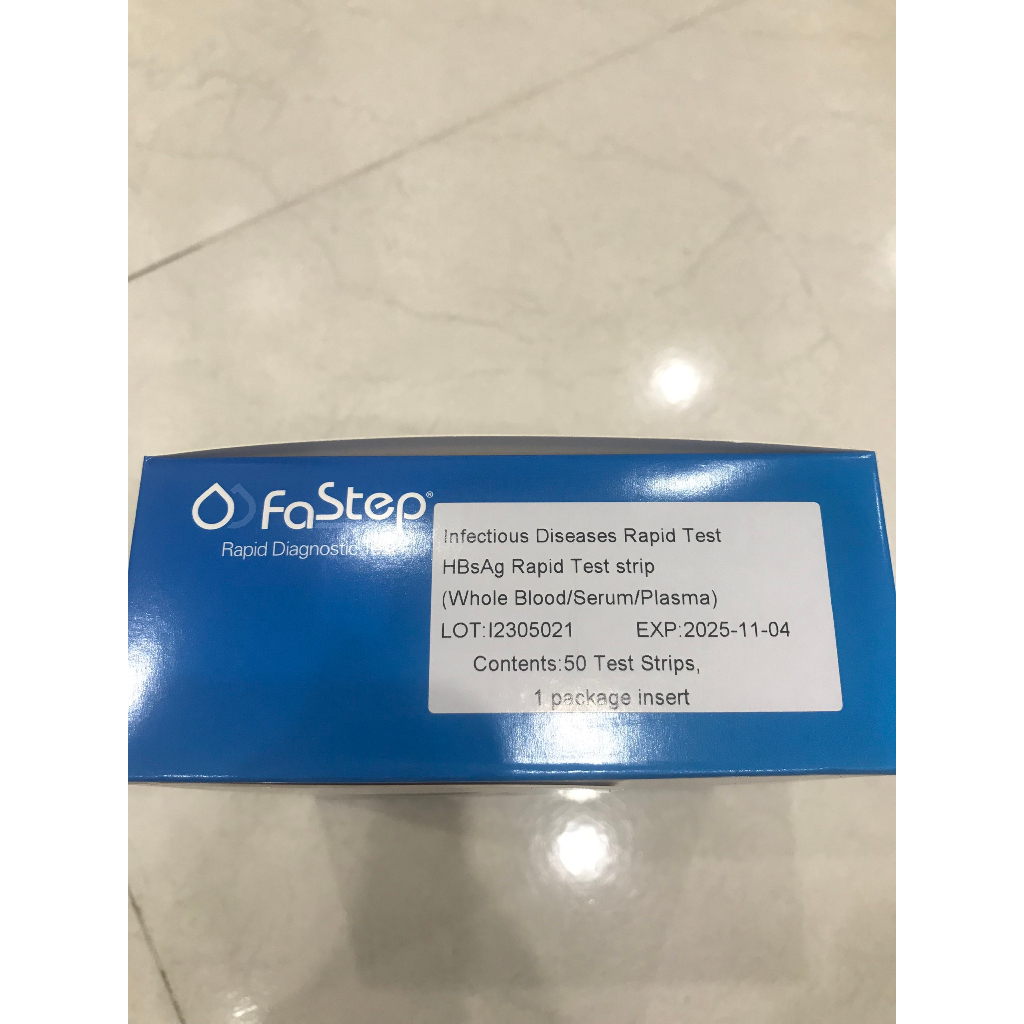 FaStep®
Rapid Diagnostic
Infectious Diseases Rapid Test
HBsAg Rapid Test strip
(Whole Blood/Serum/Plasma)
LOT:I2305021 EXP:2025-11-04
Contents:50 Test Strips,
1 package insert